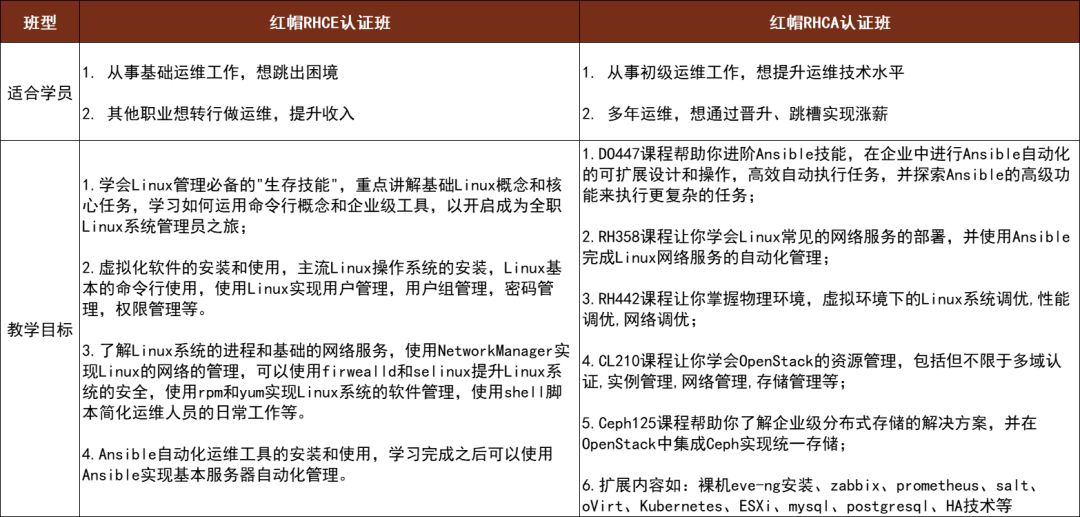 班型
红帽RHCE认证班
红帽RHCA认证班
适合学员
1. 从事基础运维工作，想跳出困境
2. 其他职业想转行做运维，提升收入
1. 从事初级运维工作，想提升运维技术水平
2. 多年运维，想通过晋升、跳槽实现涨薪
教学目标
1.学会Linux管理必备的"生存技能"，重点讲解基础Linux概念和核
心任务，学习如何运用命令行概念和企业级工具，以开启成为全职
Linux系统管理员之旅；
2.虚拟化软件的安装和使用，主流Linux操作系统的安装，Linux基
本的命令行使用，使用Linux实现用户管理，用户组管理，密码管
理，权限管理等。
3.了解Linux系统的进程和基础的网络服务，使用NetworkManager实
现Linux的网络的管理，可以使用firwealld和selinux提升Linux系
统的安全，使用rpm和yum实现Linux系统的软件管理，使用shell脚
本简化运维人员的日常工作等。
4.Ansible自动化运维工具的安装和使用，学习完成之后可以使用
Ansible实现基本服务器自动化管理。
1.DO447课程帮助你进阶Ansible技能，在企业中进行Ansible自动化
的可扩展设计和操作，高效自动执行任务，并探索Ansible的高级功
能来执行更复杂的任务；
2.RH358课程让你学会Linux常见的网络服务的部署，并使用Ansible
完成Linux网络服务的自动化管理；
3.RH442课程让你掌握物理环境，虚拟环境下的Linux系统调优,性能
调优,网络调优；
4.CL210课程让你学会OpenStack的资源管理，包括但不限于多域认
证,实例管理,网络管理,存储管理等；
5.Ceph125课程帮助你了解企业级分布式存储的解决方案，并在
OpenStack中集成Ceph实现统一存储；
6.扩展内容如：裸机eve-ng安装、zabbix、prometheus、salt、
oVirt、Kubernetes、ESXi、mysql、postgresql、HA技术等